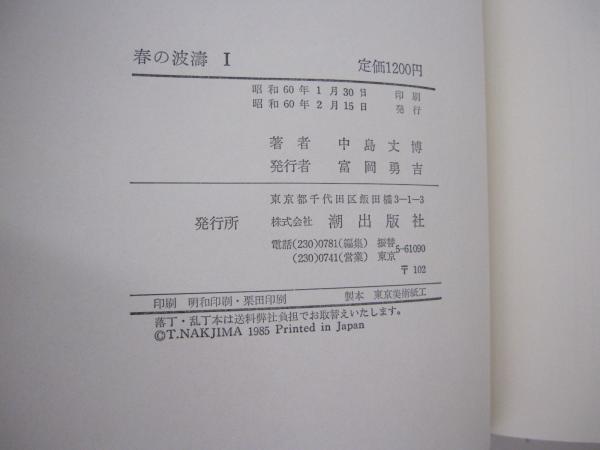 春の波濤 I 定価1200円
昭和60年1月30日 印刷
昭和60年2月15日 発行
著者 中島丈博
発行者 富岡勇吉
東京都千代田区飯田橋3-1-3
発行所 株式会社 潮出版社
電話(230)0781(編集) 振替
(230)0741(営業) 東京5-61090
〒102
印刷 明和印刷・栗田印刷 製本 東京美術紙工
落丁・乱丁本は送料弊社負担でお取替えいたします。
©T.NAKJIMA 1985 Printed in Japan